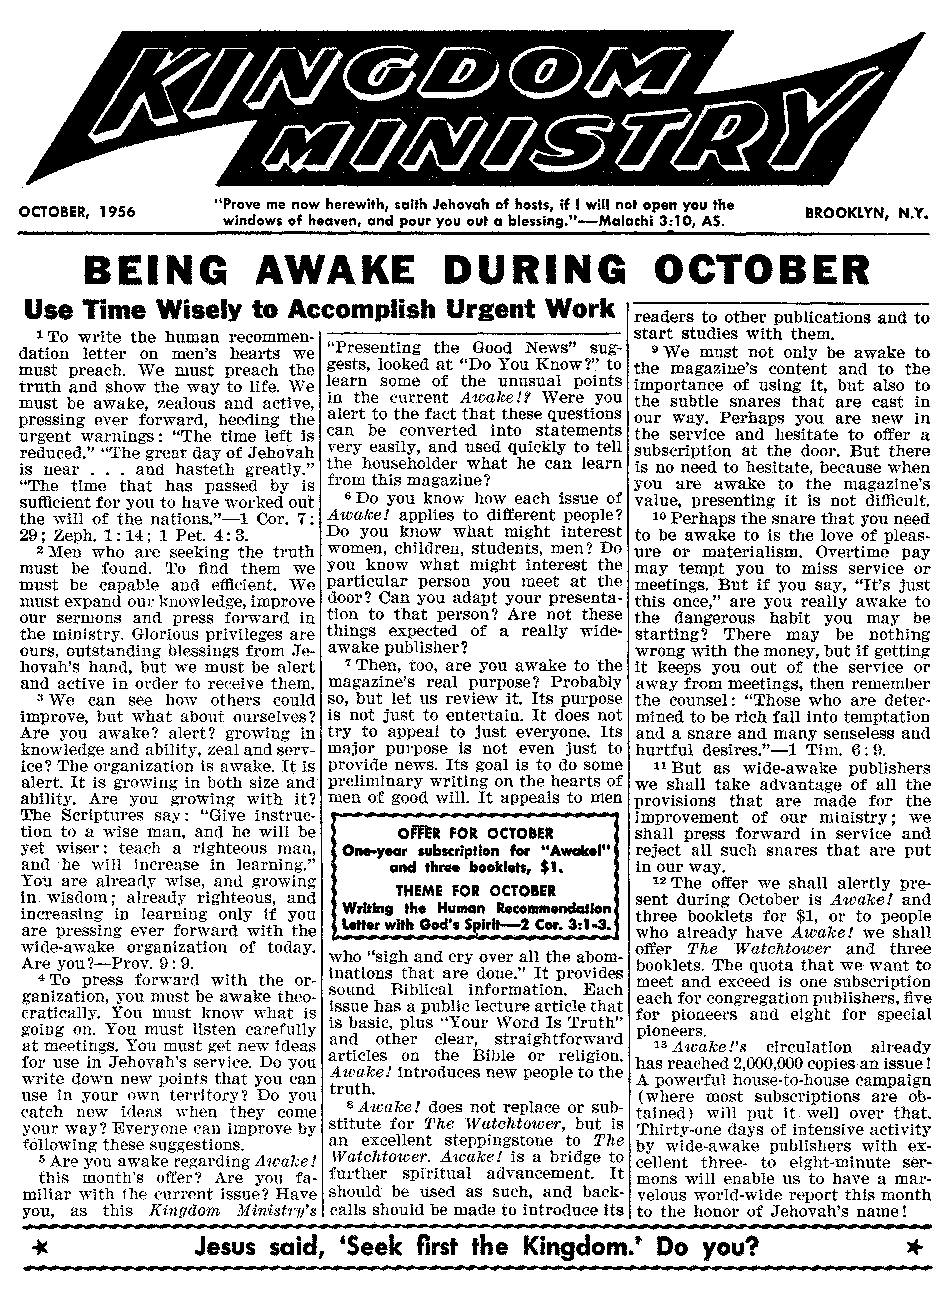 KINGDOM
MINISTRY
OCTOBER, 1956
"Prove me now herewith, saith Jehovah of hosts, if I will not open you the
windows of heaven, and pour you out a blessing."—Malachi 3:10, AS.
BROOKLYN, N.Y.
BEING AWAKE DURING OCTOBER
Use Time Wisely to Accomplish Urgent Work
1 To write the human recommen-
dation letter on men's hearts we
must preach. We must preach the
truth and show the way to life. We
must be awake, zealous and active,
pressing ever forward, heeding the
urgent warnings: "The time left is
reduced." "The great day of Jehovah
is near . . . and hasteth greatly."
"The time that has passed by is
sufficient for you to have worked out
the will of the nations."—1 Cor. 7:
29; Zeph. 1:14; 1 Pet. 4:3.
2 Men who are seeking the truth
must be found. To find them we
must be capable and efficient. We
must expand our knowledge, improve
our sermons and press forward in
the ministry. Glorious privileges are
ours, outstanding blessings from Je-
hovah's hand, but we must be alert
and active in order to receive them.
3 We can see how others could
improve, but what about ourselves?
Are you awake? alert? growing in
knowledge and ability, zeal and serv-
ice? The organization is awake. It is
alert. It is growing in both size and
ability. Are you growing with it?
The Scriptures say: "Give instruc-
tion to a wise man, and he will be
yet wiser: teach a righteous man,
and he will increase in learning."
You are already wise, and growing
in wisdom; already righteous, and
increasing in learning only if you
are pressing ever forward with the
wide-awake organization of today.
Are you?—Prov. 9:9.
4 To press forward with the or-
ganization, you must be awake theo-
cratically. You must know what is
going on. You must listen carefully
at meetings. You must get new ideas
for use in Jehovah's service. Do you
write down new points that you can
use in your own territory? Do you
catch new ideas when they come
your way? Everyone can improve by
following these suggestions.
5 Are you awake regarding Awake!
this month's offer? Are you fa-
miliar with the current issue? Have
you, as this Kingdom Ministry's
"Presenting the Good News" sug-
gests, looked at "Do You Know?" to
learn some of the unusual points
in the current Awake!? Were you
alert to the fact that these questions
can be converted into statements
very easily, and used quickly to tell
the householder what he can learn
from this magazine?
6 Do you know how each issue of
Awake! applies to different people?
Do you know what might interest
women, children, students, men? Do
you know what might interest the
particular person you meet at the
door? Can you adapt your presenta-
tion to that person? Are not these
things expected of a really wide-
awake publisher?
7 Then, too, are you awake to the
magazine's real purpose? Probably
so, but let us review it. Its purpose
is not just to entertain. It does not
try to appeal to just everyone. Its
major purpose is not even just to
provide news. Its goal is to do some
preliminary writing on the hearts of
men of good will. It appeals to men
OFFER FOR OCTOBER
One-year subscription for "Awake!"
and three booklets, $1.
THEME FOR OCTOBER
Writing the Human Recommendation
Letter with God's Spirit—2 Cor. 3:1-3.
who "sigh and cry over all the abom-
inations that are done." It provides
sound Biblical information. Each
issue has a public lecture article that
is basic, plus "Your Word Is Truth"
and other clear, straightforward
articles on the Bible or religion.
Awake! introduces new people to the
truth.
8 Awake! does not replace or sub-
stitute for The Watchtower, but is
an excellent steppingstone to The
Watchtower. Awake! is a bridge to
further spiritual advancement. It
should be used as such, and back-
calls should be made to introduce its
readers to other publications and to
start studies with them.
9 We must not only be awake to
the magazine's content and to the
importance of using it, but also to
the subtle snares that are cast in
our way. Perhaps you are new in
the service and hesitate to offer a
subscription at the door. But there
is no need to hesitate, because when
you are awake to the magazine's
value, presenting it is not difficult.
10 Perhaps the snare that you need
to be awake to is the love of pleas-
ure or materialism. Overtime pay
may tempt you to miss service or
meetings. But if you say, "It's just
this once," are you really awake to
the dangerous habit you may be
starting? There may be nothing
wrong with the money, but if getting
it keeps you out of the service or
away from meetings, then remember
the counsel: "Those who are deter-
mined to be rich fall into temptation
and a snare and many senseless and
hurtful desires."—1 Tim. 6:9.
11 But as wide-awake publishers
we shall take advantage of all the
provisions that are made for the
improvement of our ministry; we
shall press forward in service and
reject all such snares that are put
in our way.
12 The offer we shall alertly pre-
sent during October is Awake! and
three booklets for $1, or to people
who already have Awake! we shall
offer The Watchtower and three
booklets. The quota that we want to
meet and exceed is one subscription
each for congregation publishers, five
for pioneers and eight for special
pioneers.
13 Awake!'s circulation already
has reached 2,000,000 copies an issue!
A powerful house-to-house campaign
(where most subscriptions are ob-
tained) will put it well over that.
Thirty-one days of intensive activity
by wide-awake publishers with ex-
cellent three- to eight-minute ser-
mons will enable us to have a mar-
velous world-wide report this month
to the honor of Jehovah's name!
★ Jesus said, 'Seek first the Kingdom.' Do you? ★